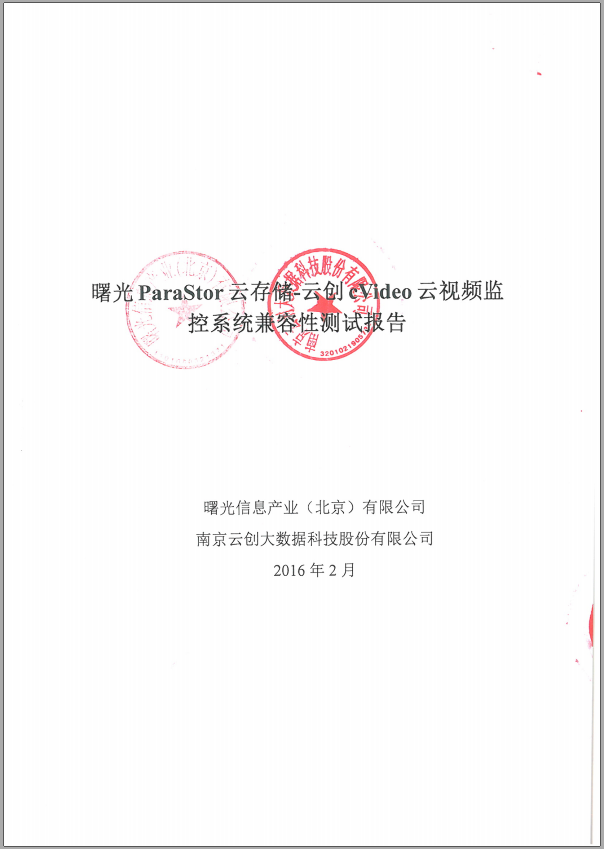 曙光 ParaStor 云存储-云创 cVideo 云视频监
控系统兼容性测试报告
曙光信息产业（北京）有限公司
南京云创大数据科技股份有限公司
2016 年 2 月